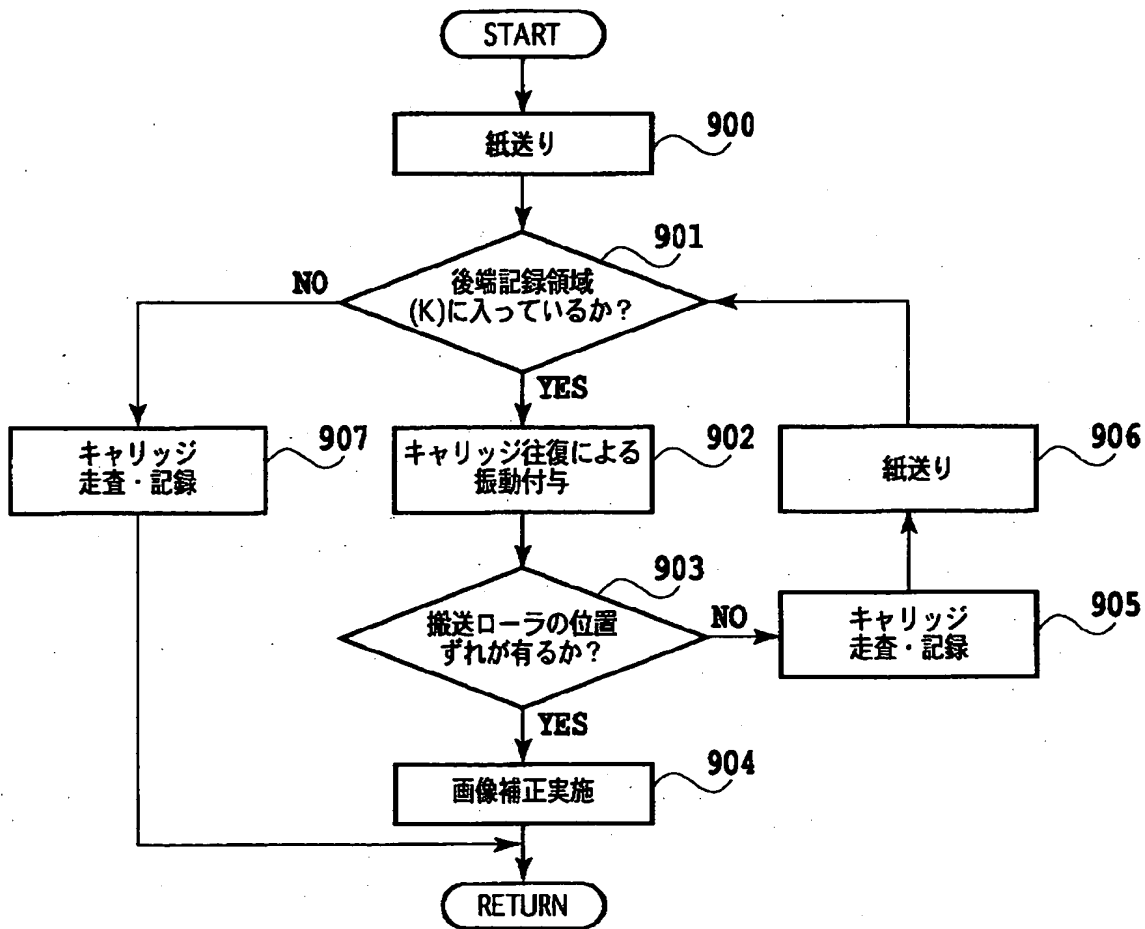 START
紙送り
900
後端記録領域
(K)に入っているか?
901
NO
YES
キャリッジ
走査・記録
907
キャリッジ往復による
振動付与
902
紙送り
906
搬送ローラの位置
ずれが有るか?
903
NO
キャリッジ
走査・記録
905
YES
画像補正実施
904
RETURN